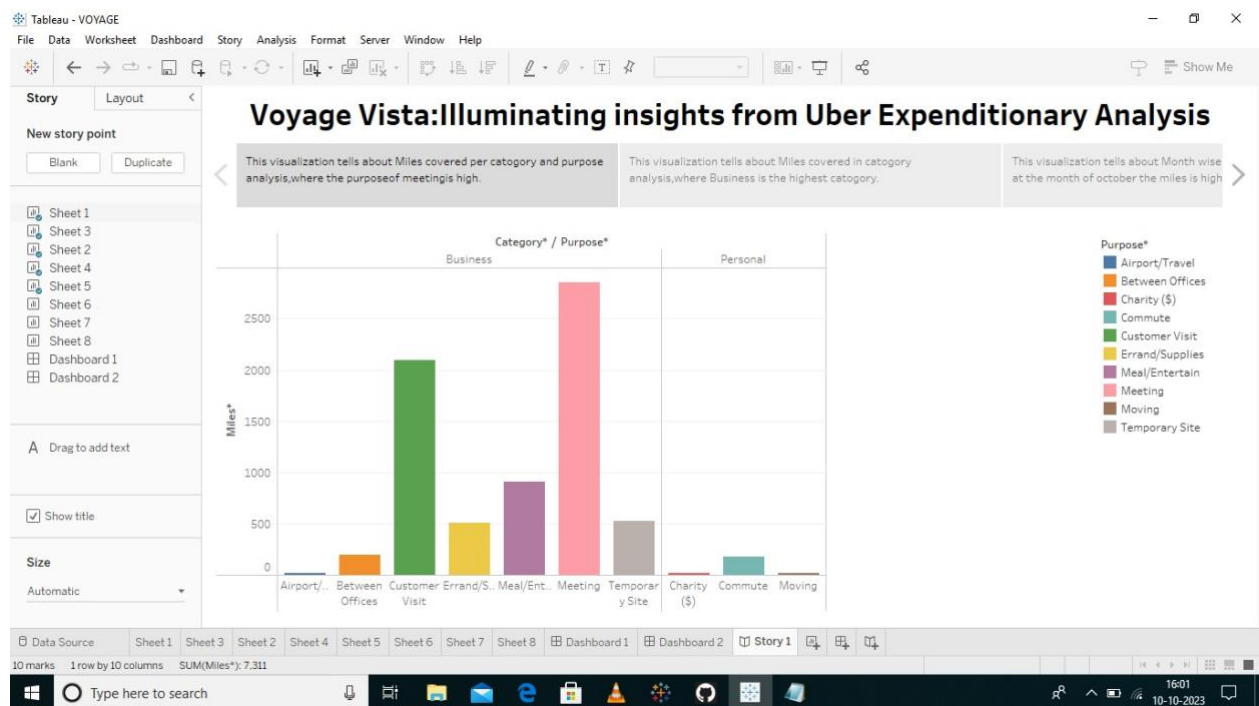 Tableau - VOYAGE
File Data Worksheet Dashboard Story Analysis Format Server Window Help
Show Me
Story Layout
New story point
Blank Duplicate
Sheet 1
Sheet 3
Sheet 2
Sheet 4
Sheet 5
Sheet 6
Sheet 7
Sheet 8
Dashboard 1
Dashboard 2
A Drag to add text
Show title
Size
Automatic
Voyage Vista:Illuminating insights from Uber Expenditionary Analysis
This visualization tells about Miles covered per catogory and purpose
analysis,where the purposeof meetingis high.
This visualization tells about Miles covered in catogory
analysis,where Business is the highest catogory.
This visualization tells about Month wise
at the month of october the miles is high
Category* / Purpose*
Business Personal
Miles*
2500
2000
1500
1000
500
0
Airport/.. Between Offices Customer Visit Errand/S.. Meal/Ent.. Meeting Temporar y Site Charity ($) Commute Moving
Purpose*
Airport/Travel
Between Offices
Charity ($)
Commute
Customer Visit
Errand/Supplies
Meal/Entertain
Meeting
Moving
Temporary Site
Data Source Sheet 1 Sheet 3 Sheet 2 Sheet 4 Sheet 5 Sheet 6 Sheet 7 Sheet 8 Dashboard 1 Dashboard 2 Story 1
10 marks 1 row by 10 columns SUM(Miles*): 7,311
Type here to search
16:01
10-10-2023